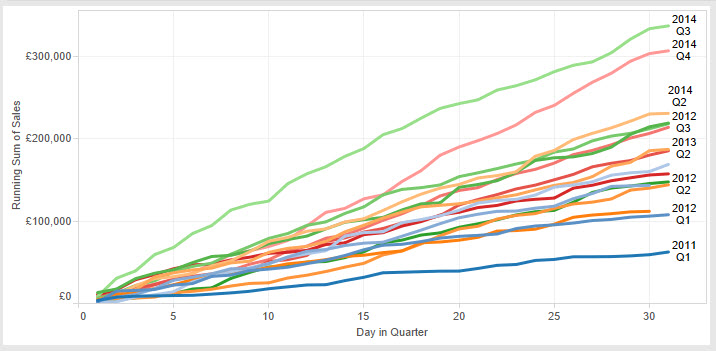 2014
Q3
2014
Q4
£300,000
2014
Q2
2012
Q3
£200,000
2013
Q2
2012
Q2
£100,000
2012
Q1
2011
Q1
£0
0 5 10 15 20 25 30
Day in Quarter
Running Sum of Sales